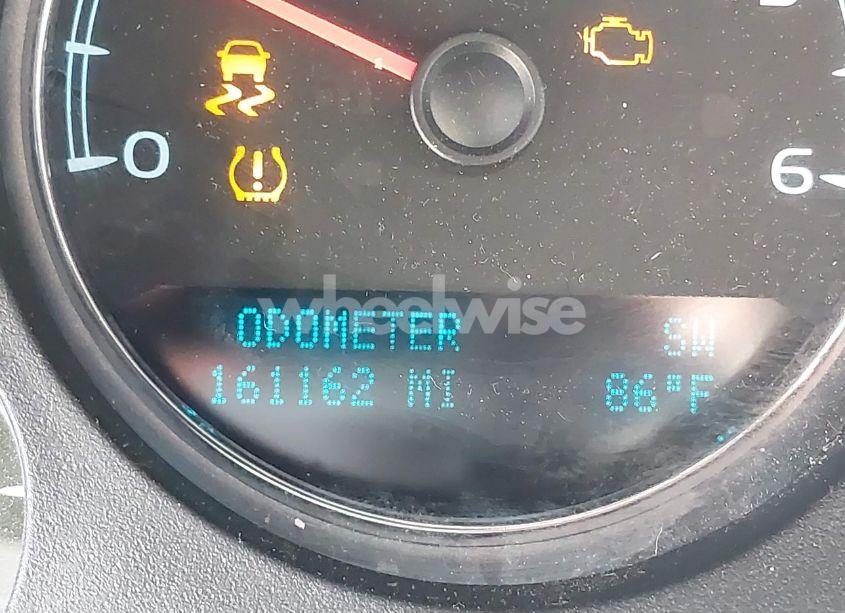 0
6
wheelwise
ODOMETER SW
161162 MI 86°F